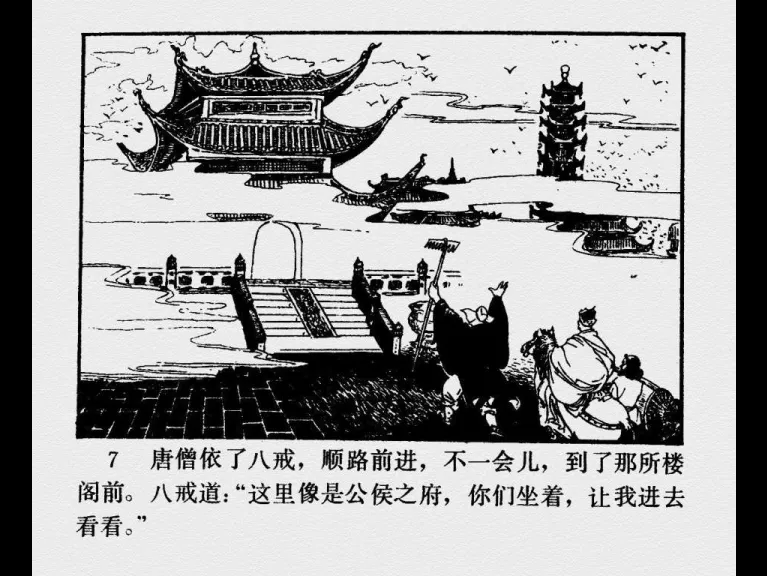 7 唐僧依了八戒，顺路前进，不一会儿，到了那所楼
阁前。八戒道：“这里像是公侯之府，你们坐着，让我进去
看看。”